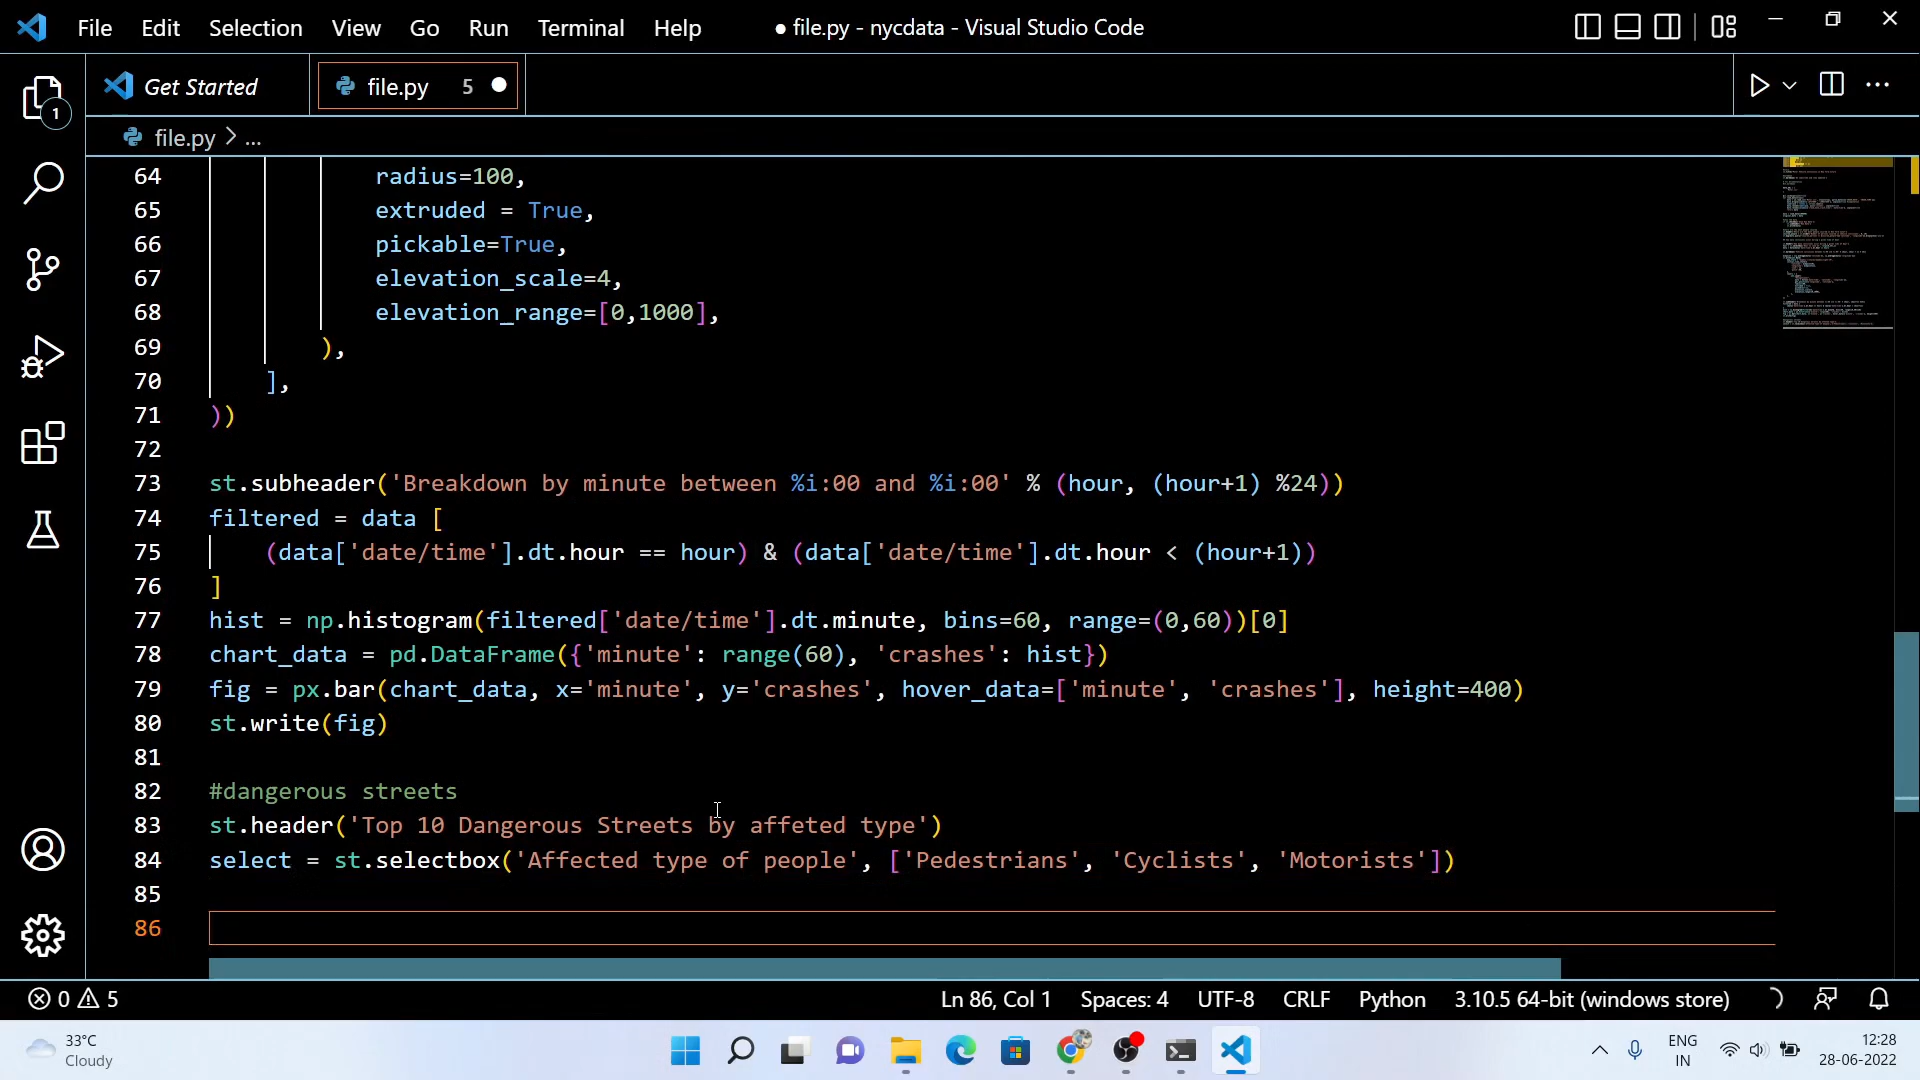 File Edit Selection View Go Run Terminal Help ● file.py - nycdata - Visual Studio Code
Get Started file.py 5
1
file.py > ...
64 radius=100,
65 extruded = True,
66 pickable=True,
67 elevation_scale=4,
68 elevation_range=[0,1000],
69 ),
70 ],
71 ))
72
73 st.subheader('Breakdown by minute between %i:00 and %i:00' % (hour, (hour+1) %24))
74 filtered = data [
75 (data['date/time'].dt.hour == hour) & (data['date/time'].dt.hour < (hour+1))
76 ]
77 hist = np.histogram(filtered['date/time'].dt.minute, bins=60, range=(0,60))[0]
78 chart_data = pd.DataFrame({'minute': range(60), 'crashes': hist})
79 fig = px.bar(chart_data, x='minute', y='crashes', hover_data=['minute', 'crashes'], height=400)
80 st.write(fig)
81
82 #dangerous streets
83 st.header('Top 10 Dangerous Streets by affeted type')
84 select = st.selectbox('Affected type of people', ['Pedestrians', 'Cyclists', 'Motorists'])
85
86
0 5 Ln 86, Col 1 Spaces: 4 UTF-8 CRLF Python 3.10.5 64-bit (windows store)
33°C ENG 12:28
Cloudy IN 28-06-2022